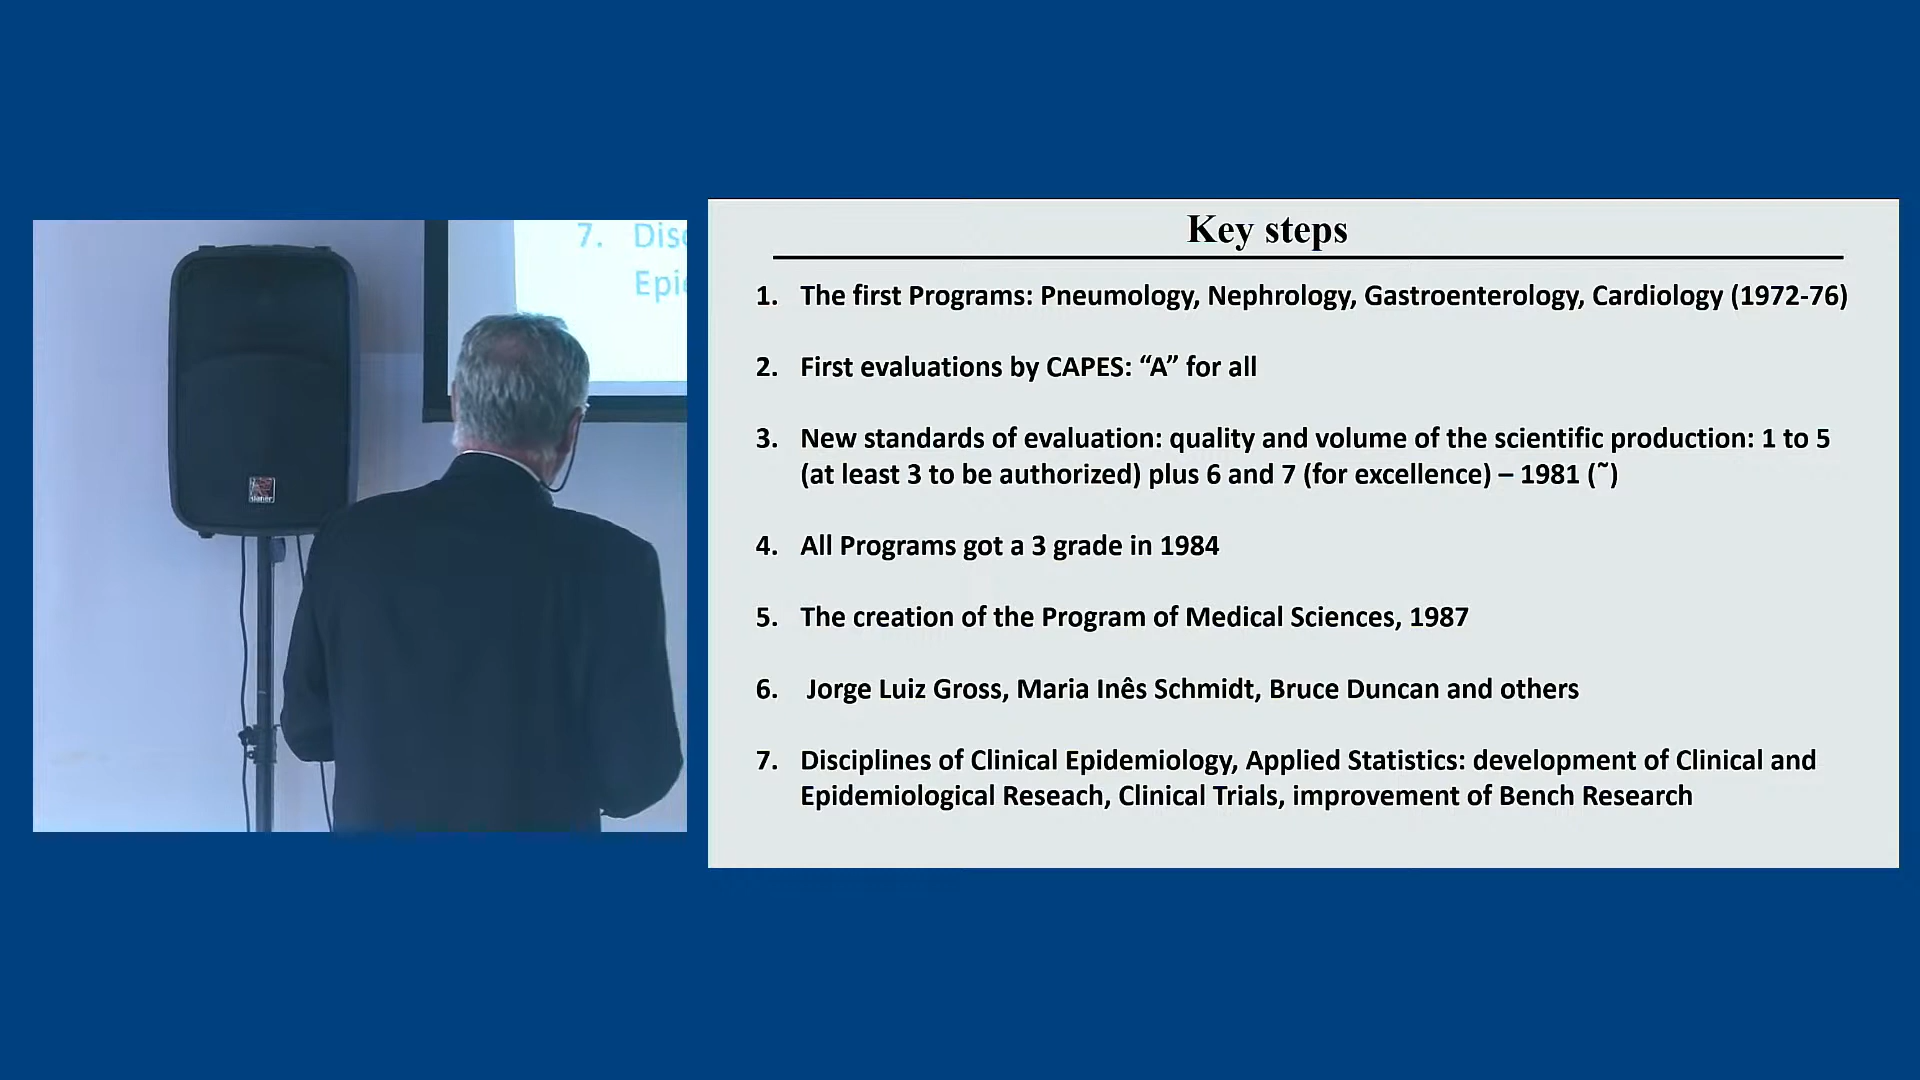 7. Disc
Epi
Key steps
1. The first Programs: Pneumology, Nephrology, Gastroenterology, Cardiology (1972-76)
2. First evaluations by CAPES: “A” for all
3. New standards of evaluation: quality and volume of the scientific production: 1 to 5
(at least 3 to be authorized) plus 6 and 7 (for excellence) – 1981 (˜)
4. All Programs got a 3 grade in 1984
5. The creation of the Program of Medical Sciences, 1987
6. Jorge Luiz Gross, Maria Inês Schmidt, Bruce Duncan and others
7. Disciplines of Clinical Epidemiology, Applied Statistics: development of Clinical and
Epidemiological Reseach, Clinical Trials, improvement of Bench Research